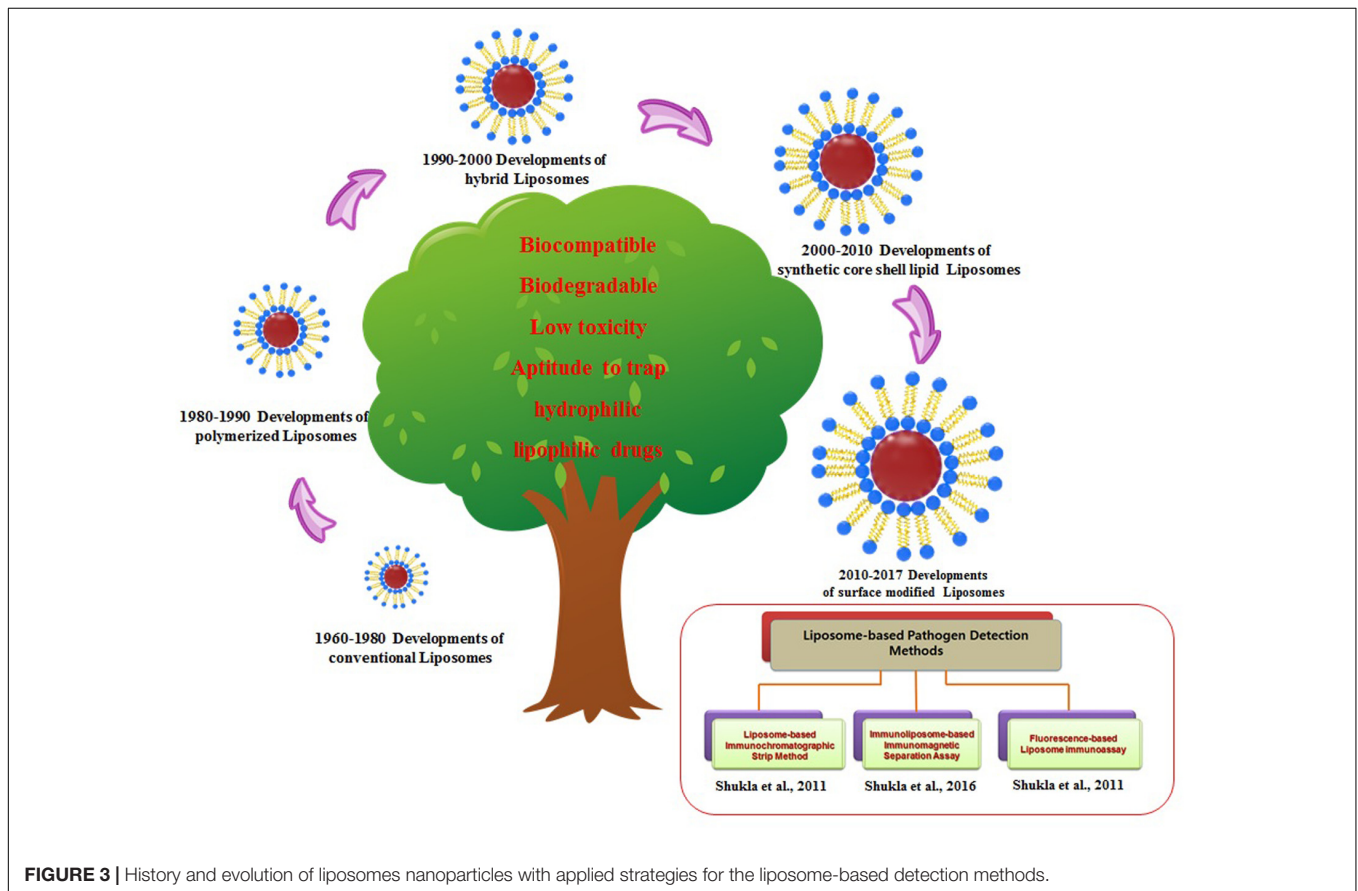 1990-2000 Developments of
hybrid Liposomes
2000-2010 Developments of
synthetic core shell lipid Liposomes
Biocompatible
Biodegradable
Low toxicity
Aptitude to trap
hydrophilic
lipophilic drugs
1980-1990 Developments of
polymerized Liposomes
2010-2017 Developments
of surface modified Liposomes
1960-1980 Developments of
conventional Liposomes
Liposome-based Pathogen Detection
Methods
Liposome-based
Immunochromatographic
Strip Method
Immunoliposome-based
Immunomagnetic
Separation Assay
Fluorescence-based
Liposome immunoassay
Shukla et al., 2011
Shukla et al., 2016
Shukla et al., 2011
FIGURE 3 | History and evolution of liposomes nanoparticles with applied strategies for the liposome-based detection methods.